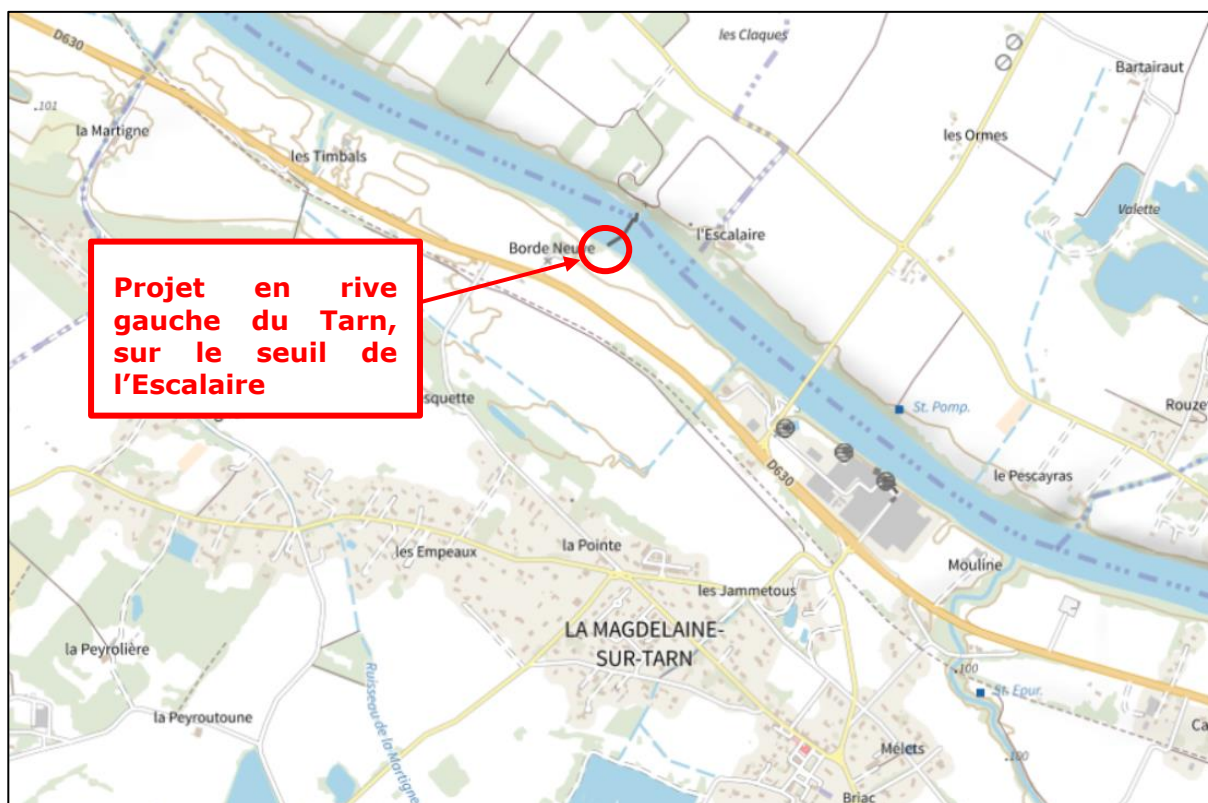 D630
les Claques
Bartairaut
.101
la Martigne
les Ormes
les Timbals
Valette
l'Escalaire
Borde Neuve
Projet en rive
gauche du Tarn,
sur le seuil de
l’Escalaire
squette
St. Pomp.
Rouze
D630
le Pescayras
les Empeaux
la Pointe
Mouline
les Jammetous
LA MAGDELAINE-
SUR-TARN
la Peyrolière
.100
St. Epur.
Ruisseau de la Martigne
la Peyroutoune
Ca
Mélets
.100
Briac